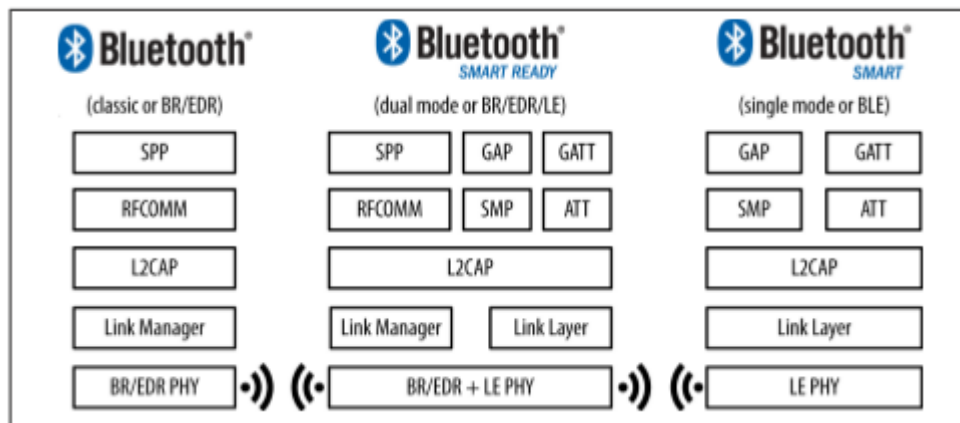 Bluetooth® Bluetooth® Bluetooth®
SMART READY SMART
(classic or BR/EDR) (dual mode or BR/EDR/LE) (single mode or BLE)
SPP SPP GAP GATT GAP GATT
RFCOMM RFCOMM SMP ATT SMP ATT
L2CAP L2CAP L2CAP
Link Manager Link Manager Link Layer Link Layer
BR/EDR PHY BR/EDR + LE PHY LE PHY